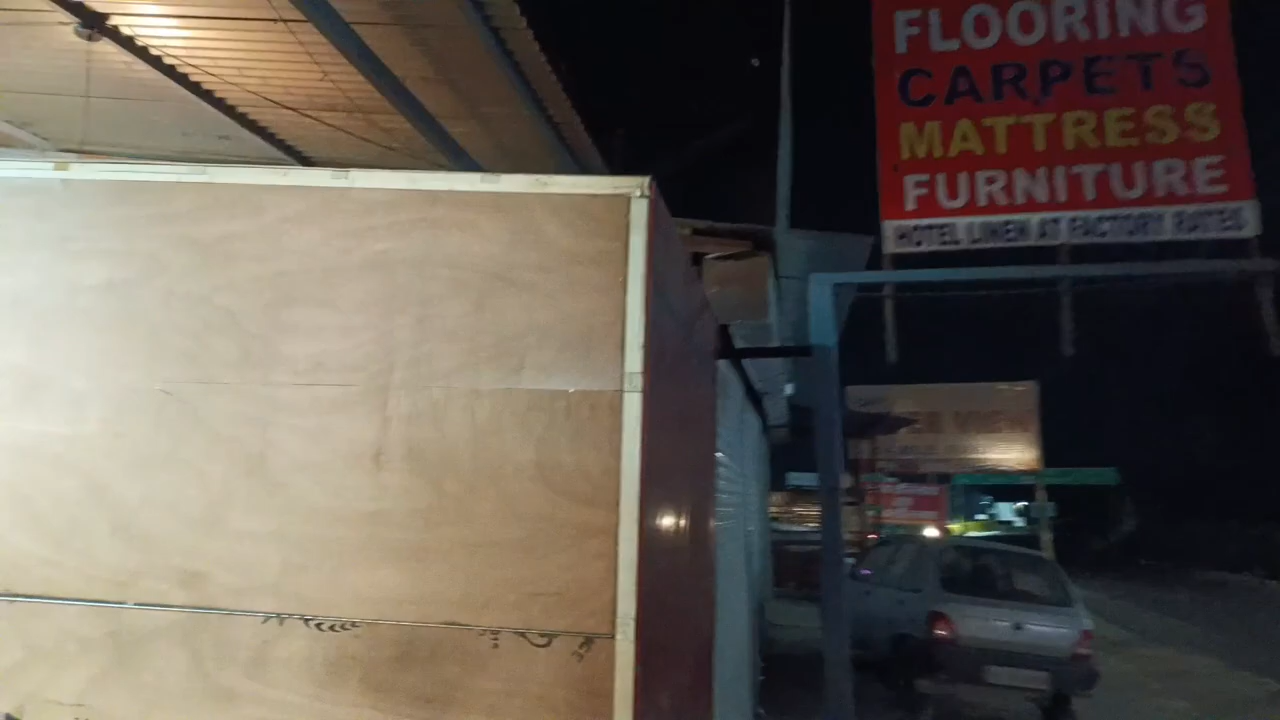 FLOORING
CARPETS
MATTRESS
FURNITURE
HOTEL LINEN AT FACTORY RATES